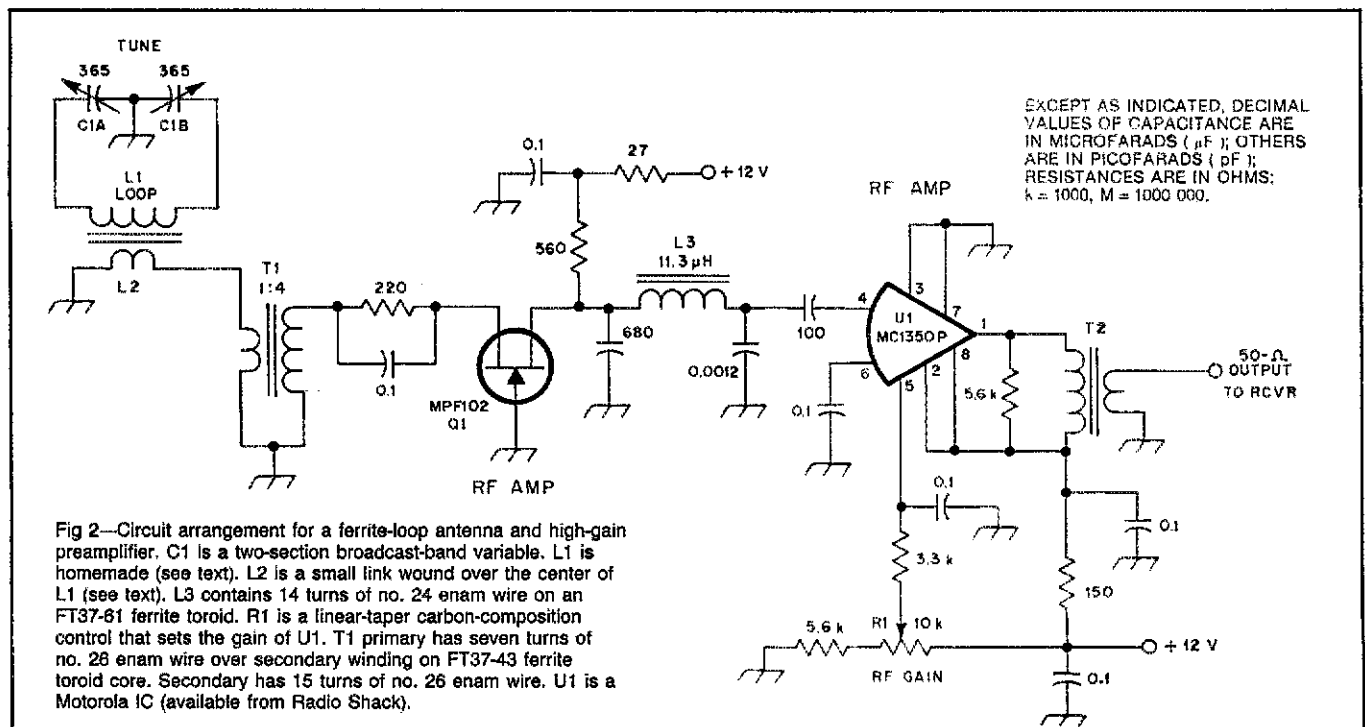 TUNE
365 365
C1A C1B
L1
LOOP
L2
T1
1:4
220
0.1
MPF102
Q1
RF AMP
0.1
27
+ 12 V
560
L3
11.3 µH
680
0.0012
100
RF AMP
4
3
7
U1
MC1350P
1
8
6
5
2
0.1
5.6 k
T2
50-Ω
OUTPUT
TO RCVR
0.1
3.3 k
0.1
150
5.6 k
R1 10 k
RF GAIN
+ 12 V
0.1
EXCEPT AS INDICATED, DECIMAL
VALUES OF CAPACITANCE ARE
IN MICROFARADS ( µF ); OTHERS
ARE IN PICOFARADS ( pF );
RESISTANCES ARE IN OHMS;
k = 1000, M = 1000 000.
Fig 2—Circuit arrangement for a ferrite-loop antenna and high-gain
preamplifier. C1 is a two-section broadcast-band variable. L1 is
homemade (see text). L2 is a small link wound over the center of
L1 (see text). L3 contains 14 turns of no. 24 enam wire on an
FT37-61 ferrite toroid. R1 is a linear-taper carbon-composition
control that sets the gain of U1. T1 primary has seven turns of
no. 26 enam wire over secondary winding on FT37-43 ferrite
toroid core. Secondary has 15 turns of no. 26 enam wire. U1 is a
Motorola IC (available from Radio Shack).